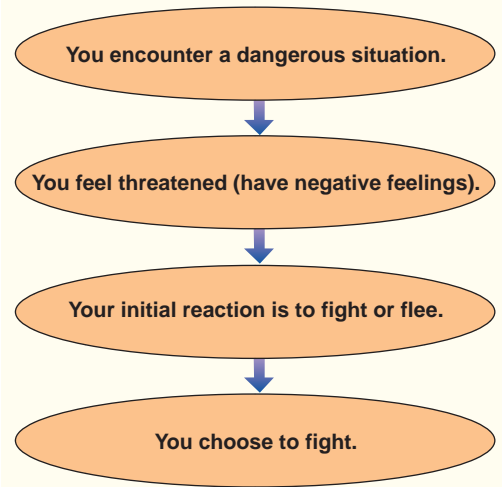 You encounter a dangerous situation.
You feel threatened (have negative feelings).
Your initial reaction is to fight or flee.
You choose to fight.